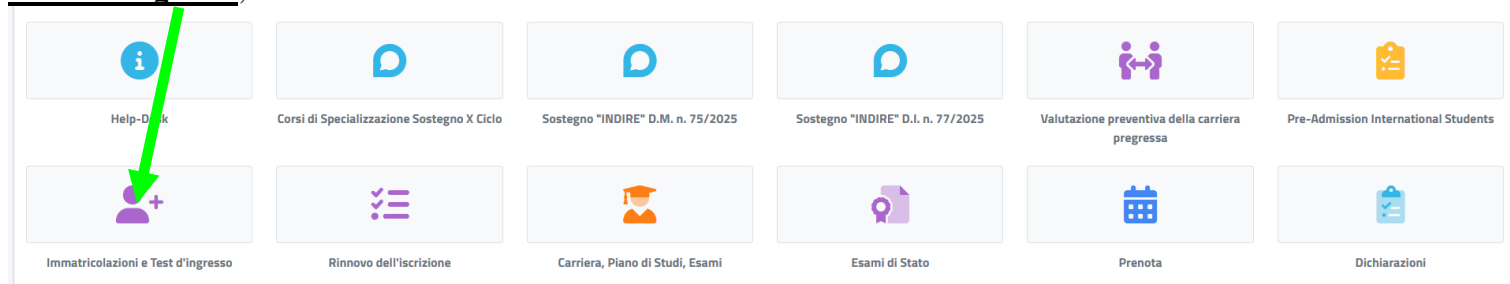 Help-Desk
Corsi di Specializzazione Sostegno X Ciclo
Sostegno "INDIRE" D.M. n. 75/2025
Sostegno "INDIRE" D.I. n. 77/2025
Valutazione preventiva della carriera
pregressa
Pre-Admission International Students
Immatricolazioni e Test d'ingresso
Rinnovo dell'iscrizione
Carriera, Piano di Studi, Esami
Esami di Stato
Prenota
Dichiarazioni